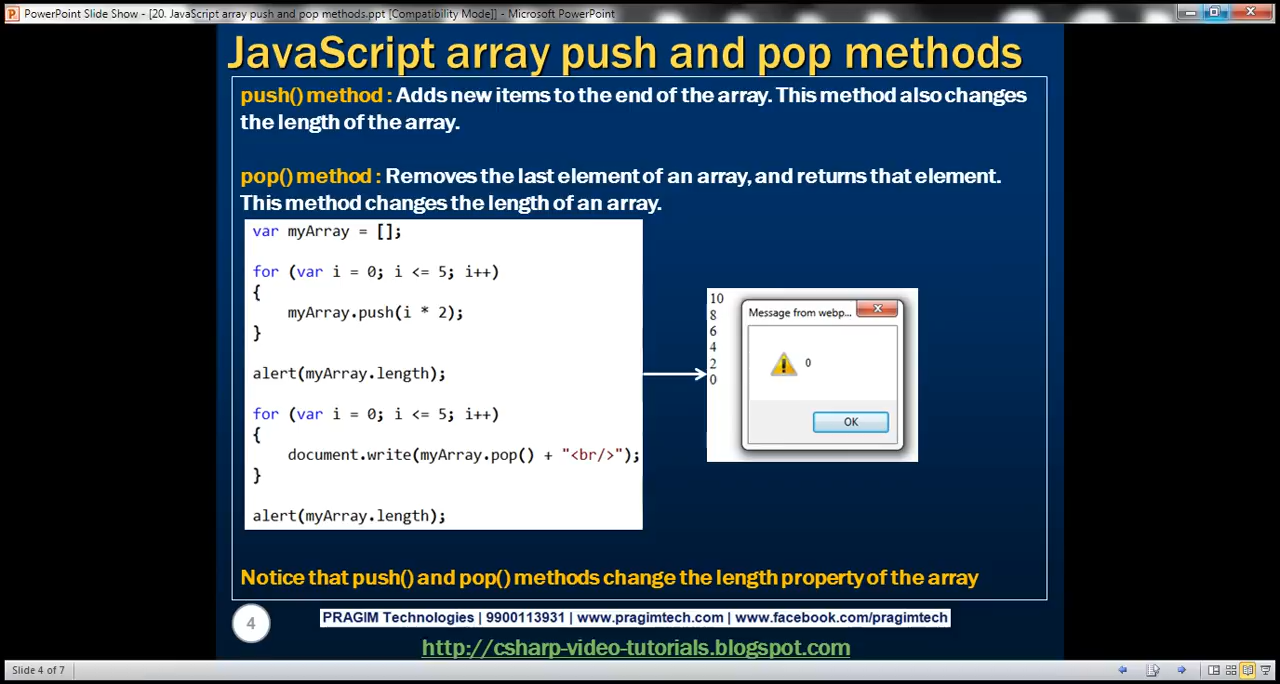 PowerPoint Slide Show - [20. JavaScript array push and pop methods.ppt [Compatibility Mode]] - Microsoft PowerPoint
JavaScript array push and pop methods
push() method : Adds new items to the end of the array. This method also changes
the length of the array.
pop() method : Removes the last element of an array, and returns that element.
This method changes the length of an array.
var myArray = [];
for (var i = 0; i <= 5; i++)
{
myArray.push(i * 2);
}
alert(myArray.length);
for (var i = 0; i <= 5; i++)
{
document.write(myArray.pop() + "<br/>");
}
alert(myArray.length);
10
8
6
4
2
0
Message from webp...
0
OK
Notice that push() and pop() methods change the length property of the array
4
PRAGIM Technologies | 9900113931 | www.pragimtech.com | www.facebook.com/pragimtech
http://csharp-video-tutorials.blogspot.com
Slide 4 of 7